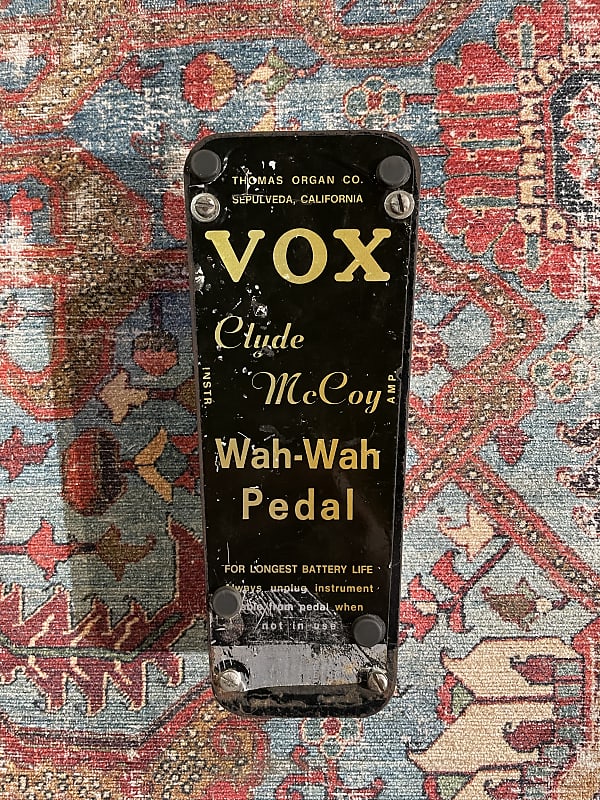 THOMAS ORGAN CO.
SEPULVEDA, CALIFORNIA
VOX
Clyde
McCoy
INSTR.
AMP.
Wah-Wah
Pedal
FOR LONGEST BATTERY LIFE
always unplug instrument
cable from pedal when
not in use